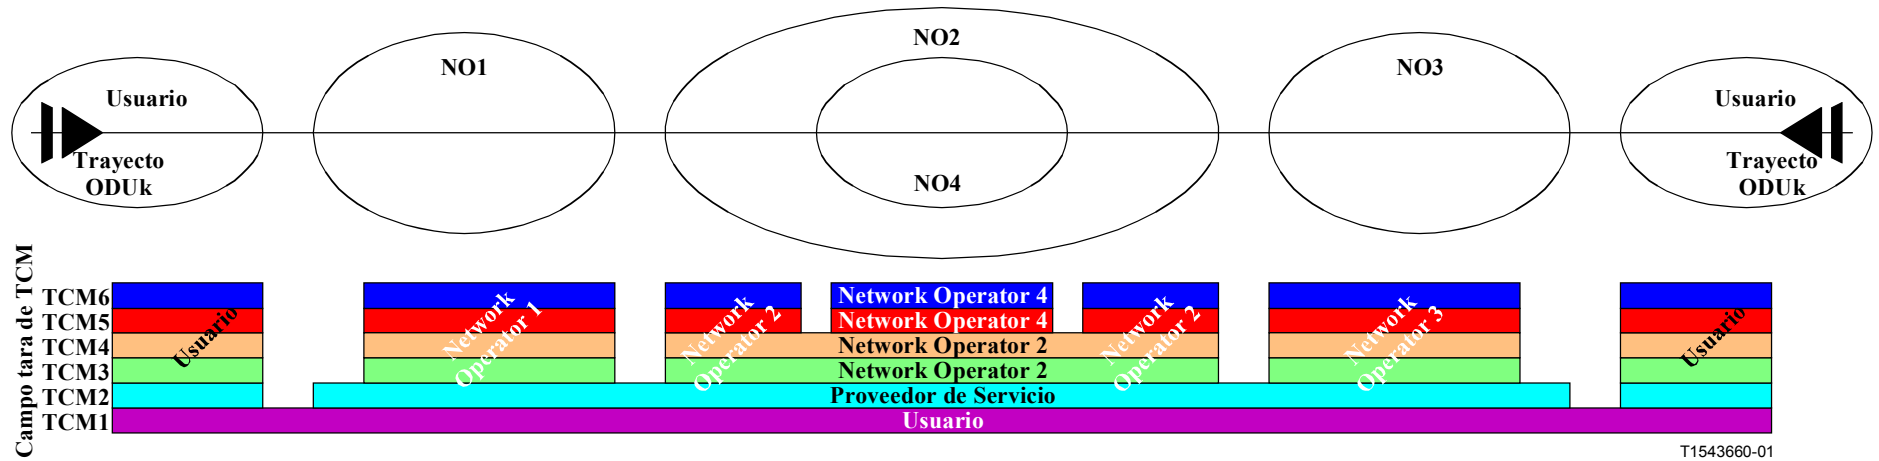 NO2
NO1
NO3
Usuario
Usuario
Trayecto
ODUk
NO4
Trayecto
ODUk
Campo tara de TCM
TCM6
TCM5
TCM4
TCM3
TCM2
TCM1
Usuario
Network
Operator 1
Network
Operator 2
Network Operator 4
Network Operator 4
Network Operator 2
Network Operator 2
Network
Operator 2
Network
Operator 3
Usuario
Proveedor de Servicio
Usuario
T1543660-01